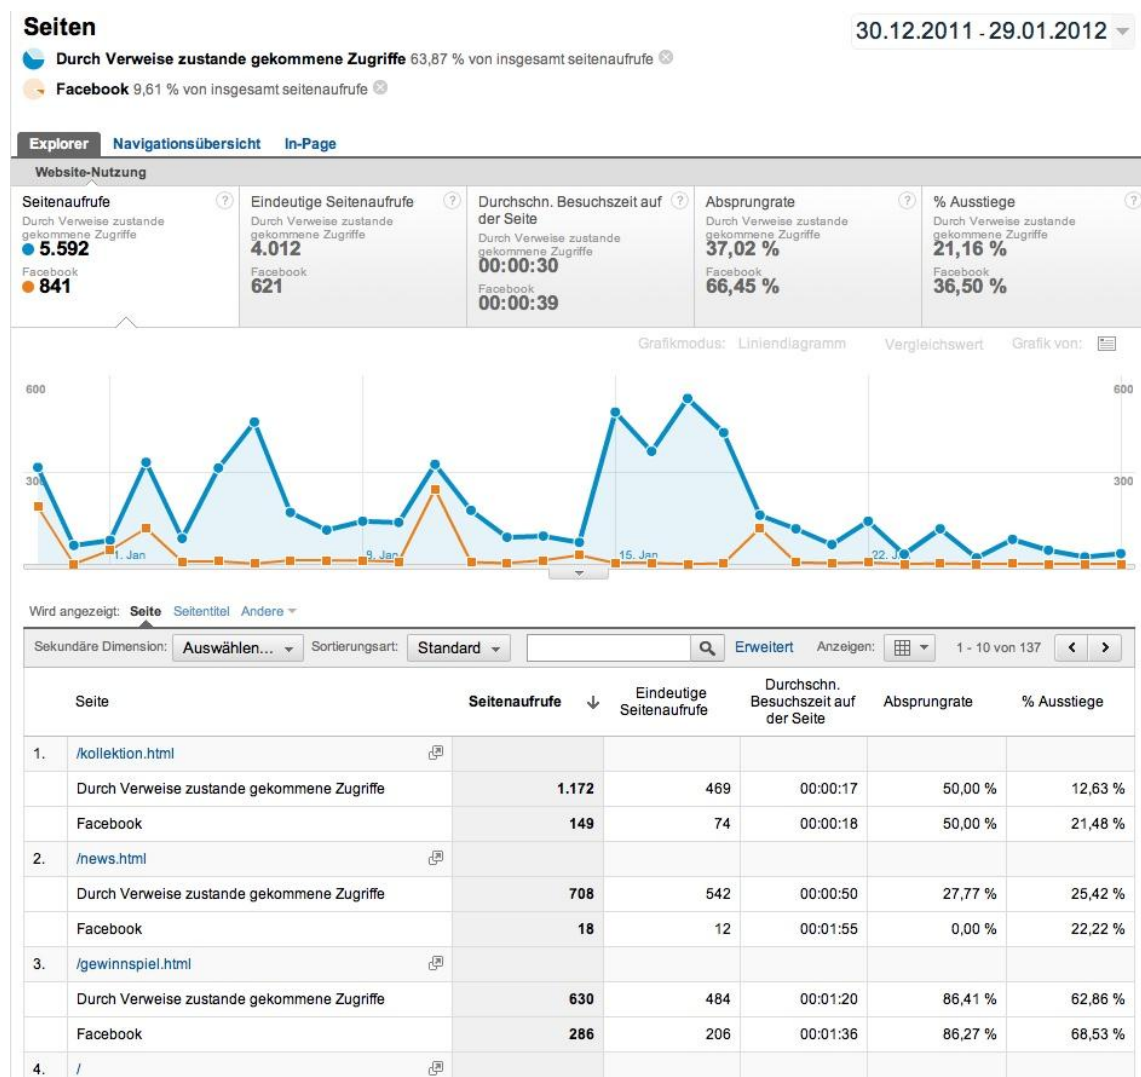 Seiten
30.12.2011 - 29.01.2012
Durch Verweise zustande gekommene Zugriffe 63,87 % von insgesamt seitenaufrufe
Facebook 9,61 % von insgesamt seitenaufrufe
Explorer Navigationsübersicht In-Page
Website-Nutzung
Seitenaufrufe ?
Durch Verweise zustande
gekommene Zugriffe
5.592
Facebook
841
Eindeutige Seitenaufrufe ?
Durch Verweise zustande
gekommene Zugriffe
4.012
Facebook
621
Durchschn. Besuchszeit auf ?
der Seite
Durch Verweise zustande
gekommene Zugriffe
00:00:30
Facebook
00:00:39
Absprungrate ?
Durch Verweise zustande
gekommene Zugriffe
37,02 %
Facebook
66,45 %
% Ausstiege ?
Durch Verweise zustande
gekommene Zugriffe
21,16 %
Facebook
36,50 %
Grafikmodus: Liniendiagramm Vergleichswert Grafik von:
600 600
300 300
1. Jan 8. Jan 15. Jan 22.
Wird angezeigt: Seite Seitentitel Andere
Sekundäre Dimension: Auswählen... Sortierungsart: Standard Erweitert Anzeigen: 1 - 10 von 137
Seite Seitenaufrufe Eindeutige Seitenaufrufe Durchschn. Besuchszeit auf der Seite Absprungrate % Ausstiege
1. /kollektion.html
Durch Verweise zustande gekommene Zugriffe 1.172 469 00:00:17 50,00 % 12,63 %
Facebook 149 74 00:00:18 50,00 % 21,48 %
2. /news.html
Durch Verweise zustande gekommene Zugriffe 708 542 00:00:50 27,77 % 25,42 %
Facebook 18 12 00:01:55 0,00 % 22,22 %
3. /gewinnspiel.html
Durch Verweise zustande gekommene Zugriffe 630 484 00:01:20 86,41 % 62,86 %
Facebook 286 206 00:01:36 86,27 % 68,53 %
4. /